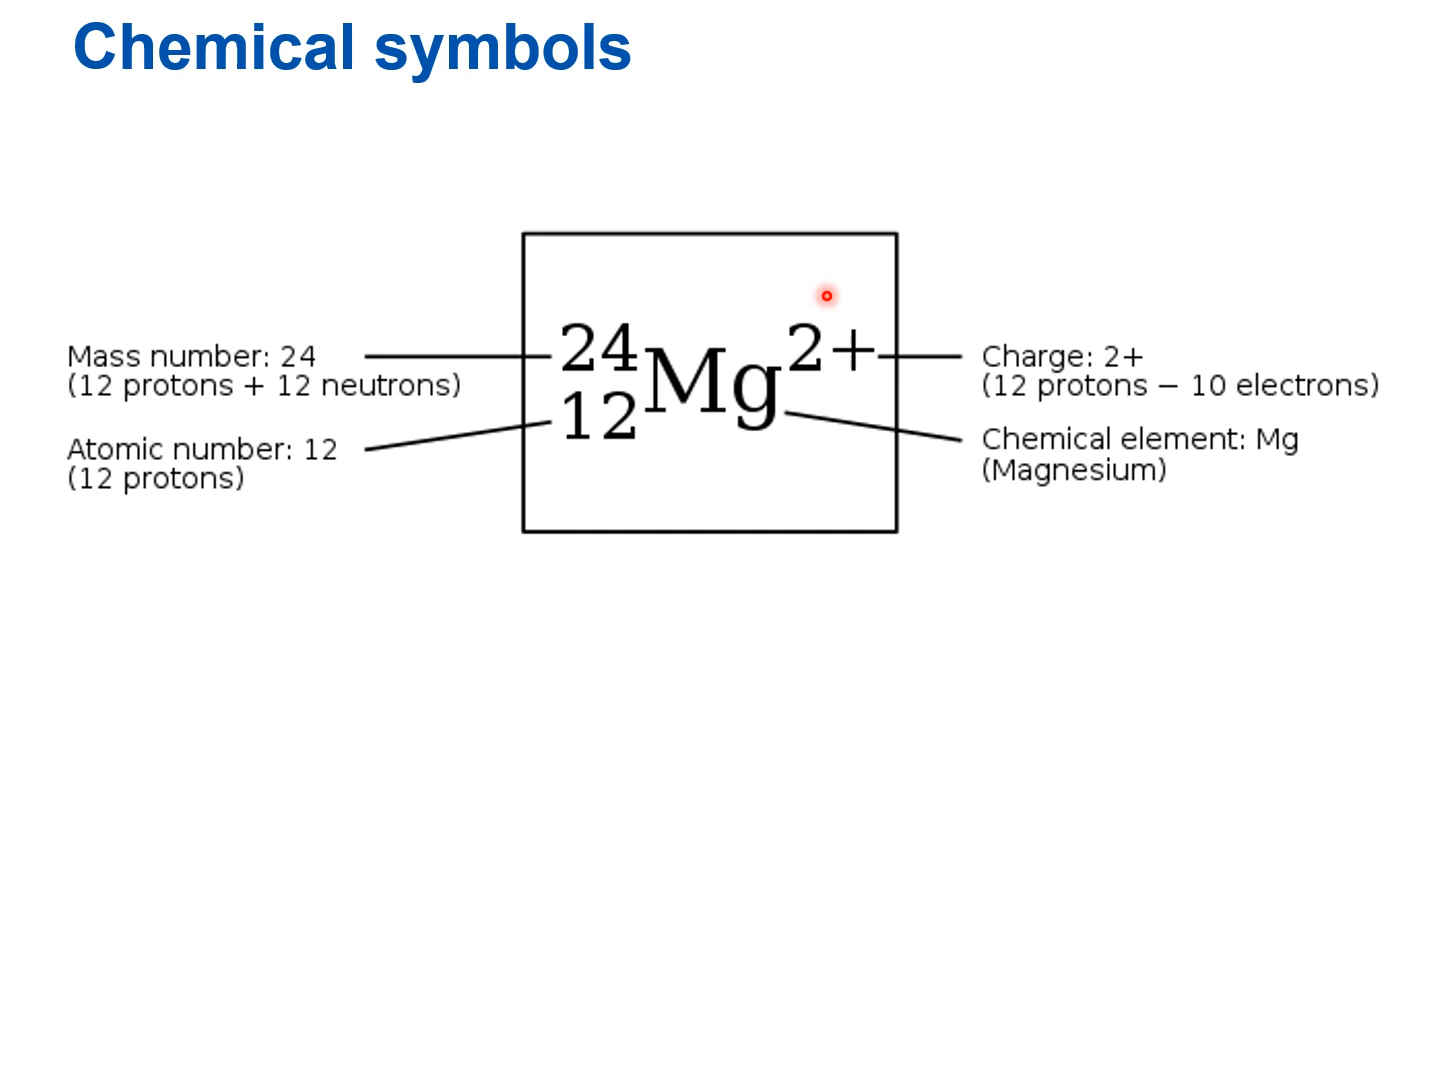 Chemical symbols
Mass number: 24
(12 protons + 12 neutrons)
Atomic number: 12
(12 protons)
24
12
Mg
2+
Charge: 2+
(12 protons − 10 electrons)
Chemical element: Mg
(Magnesium)